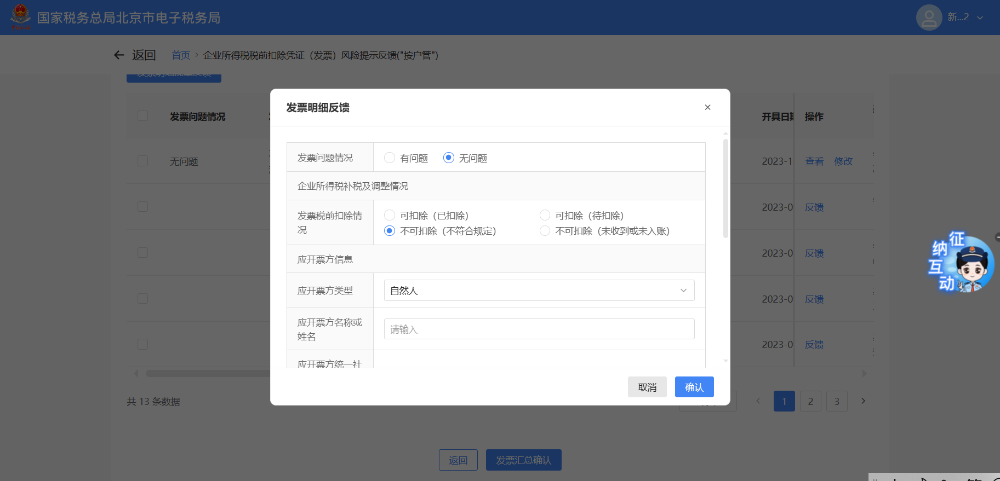 国家税务总局北京市电子税务局
新...2
返回
首页 > 企业所得税税前扣除凭证（发票）风险提示反馈("按户管")
发票问题情况
开具日期
操作
无问题
2023-1
查看
修改
2023-0
反馈
2023-0
反馈
2023-0
反馈
2023-0
反馈
共 13 条数据
1
2
3
返回
发票汇总确认
发票明细反馈
发票问题情况
有问题
无问题
企业所得税补税及调整情况
发票税前扣除情
况
可扣除（已扣除）
可扣除（待扣除）
不可扣除（不符合规定）
不可扣除（未收到或未入账）
应开票方信息
应开票方类型
自然人
应开票方名称或
姓名
请输入
应开票方统一社
取消
确认
征
纳
互
动